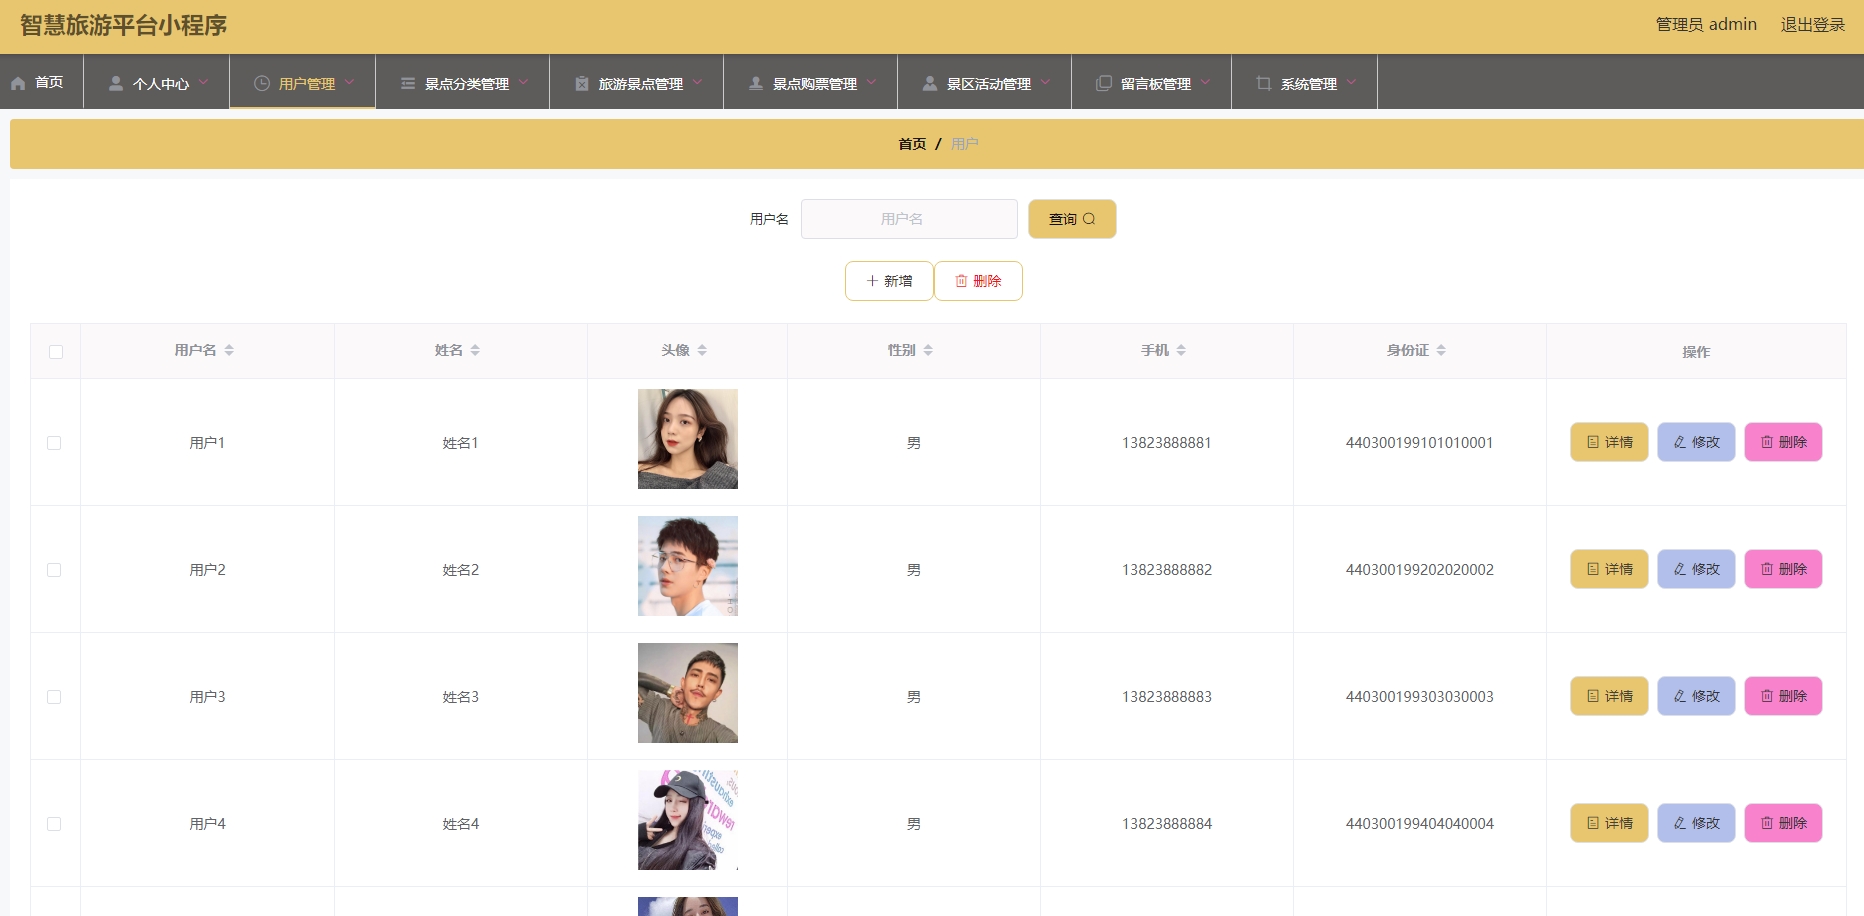 智慧旅游平台小程序
管理员 admin 退出登录
首页 个人中心 用户管理 景点分类管理 旅游景点管理 景点购票管理 景区活动管理 留言板管理 系统管理
首页 / 用户
用户名 用户名 查询
新增 删除
用户名 姓名 头像 性别 手机 身份证 操作
用户1 姓名1 男 13823888881 440300199101010001 详情 修改 删除
用户2 姓名2 男 13823888882 440300199202020002 详情 修改 删除
用户3 姓名3 男 13823888883 440300199303030003 详情 修改 删除
用户4 姓名4 男 13823888884 440300199404040004 详情 修改 删除